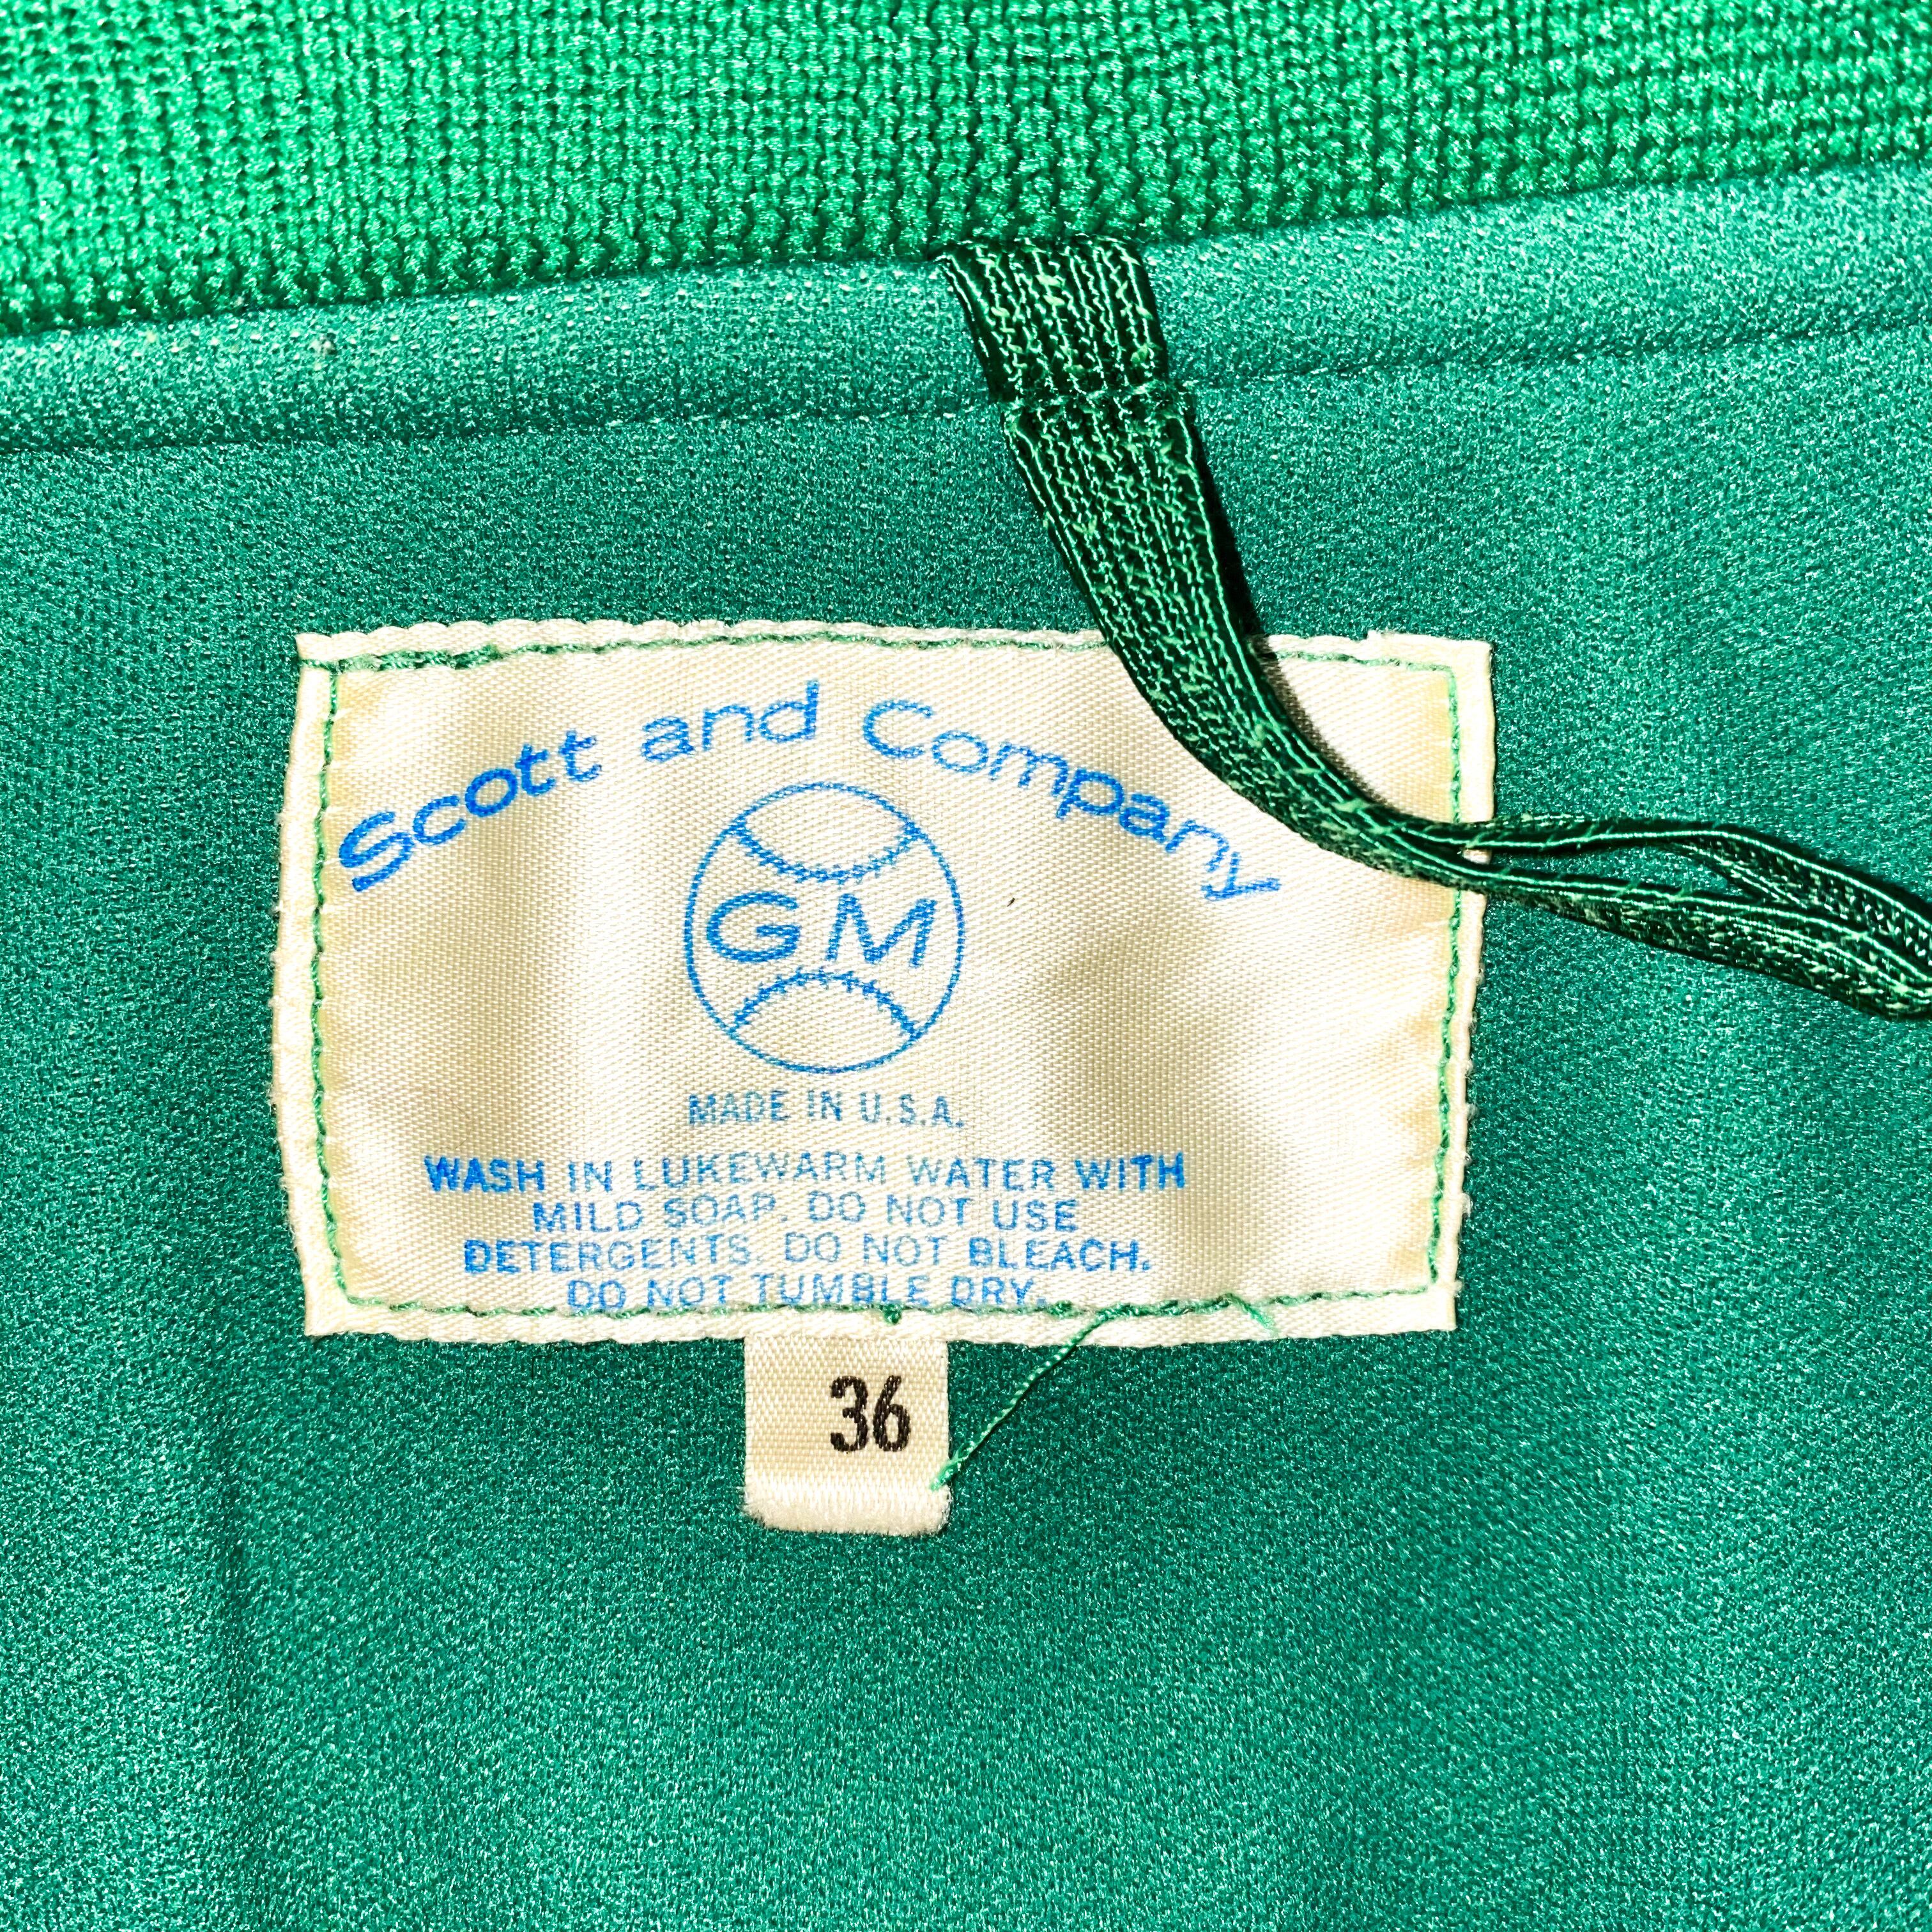 Scott and Company
GM
MADE IN U.S.A.
WASH IN LUKEWARM WATER WITH
MILD SOAP. DO NOT USE
DETERGENTS. DO NOT BLEACH.
DO NOT TUMBLE DRY.
36